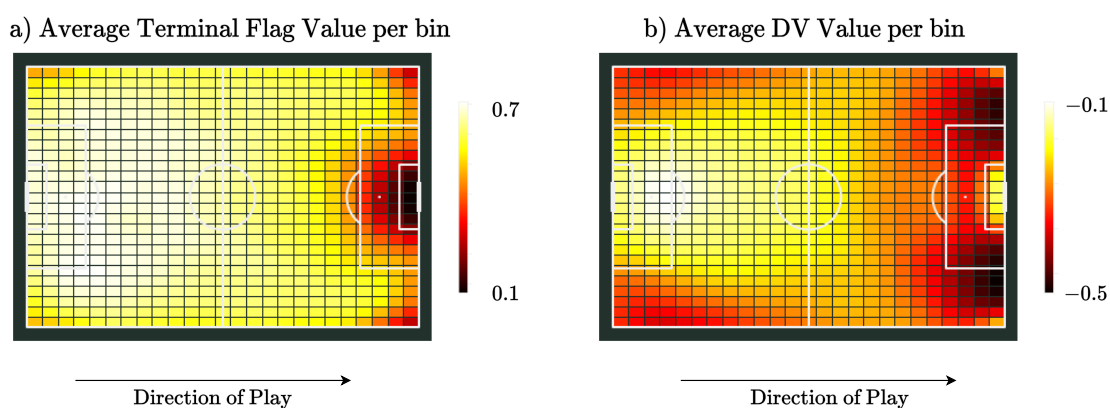 a) Average Terminal Flag Value per bin
0.7
0.1
Direction of Play
b) Average DV Value per bin
−0.1
−0.5
Direction of Play